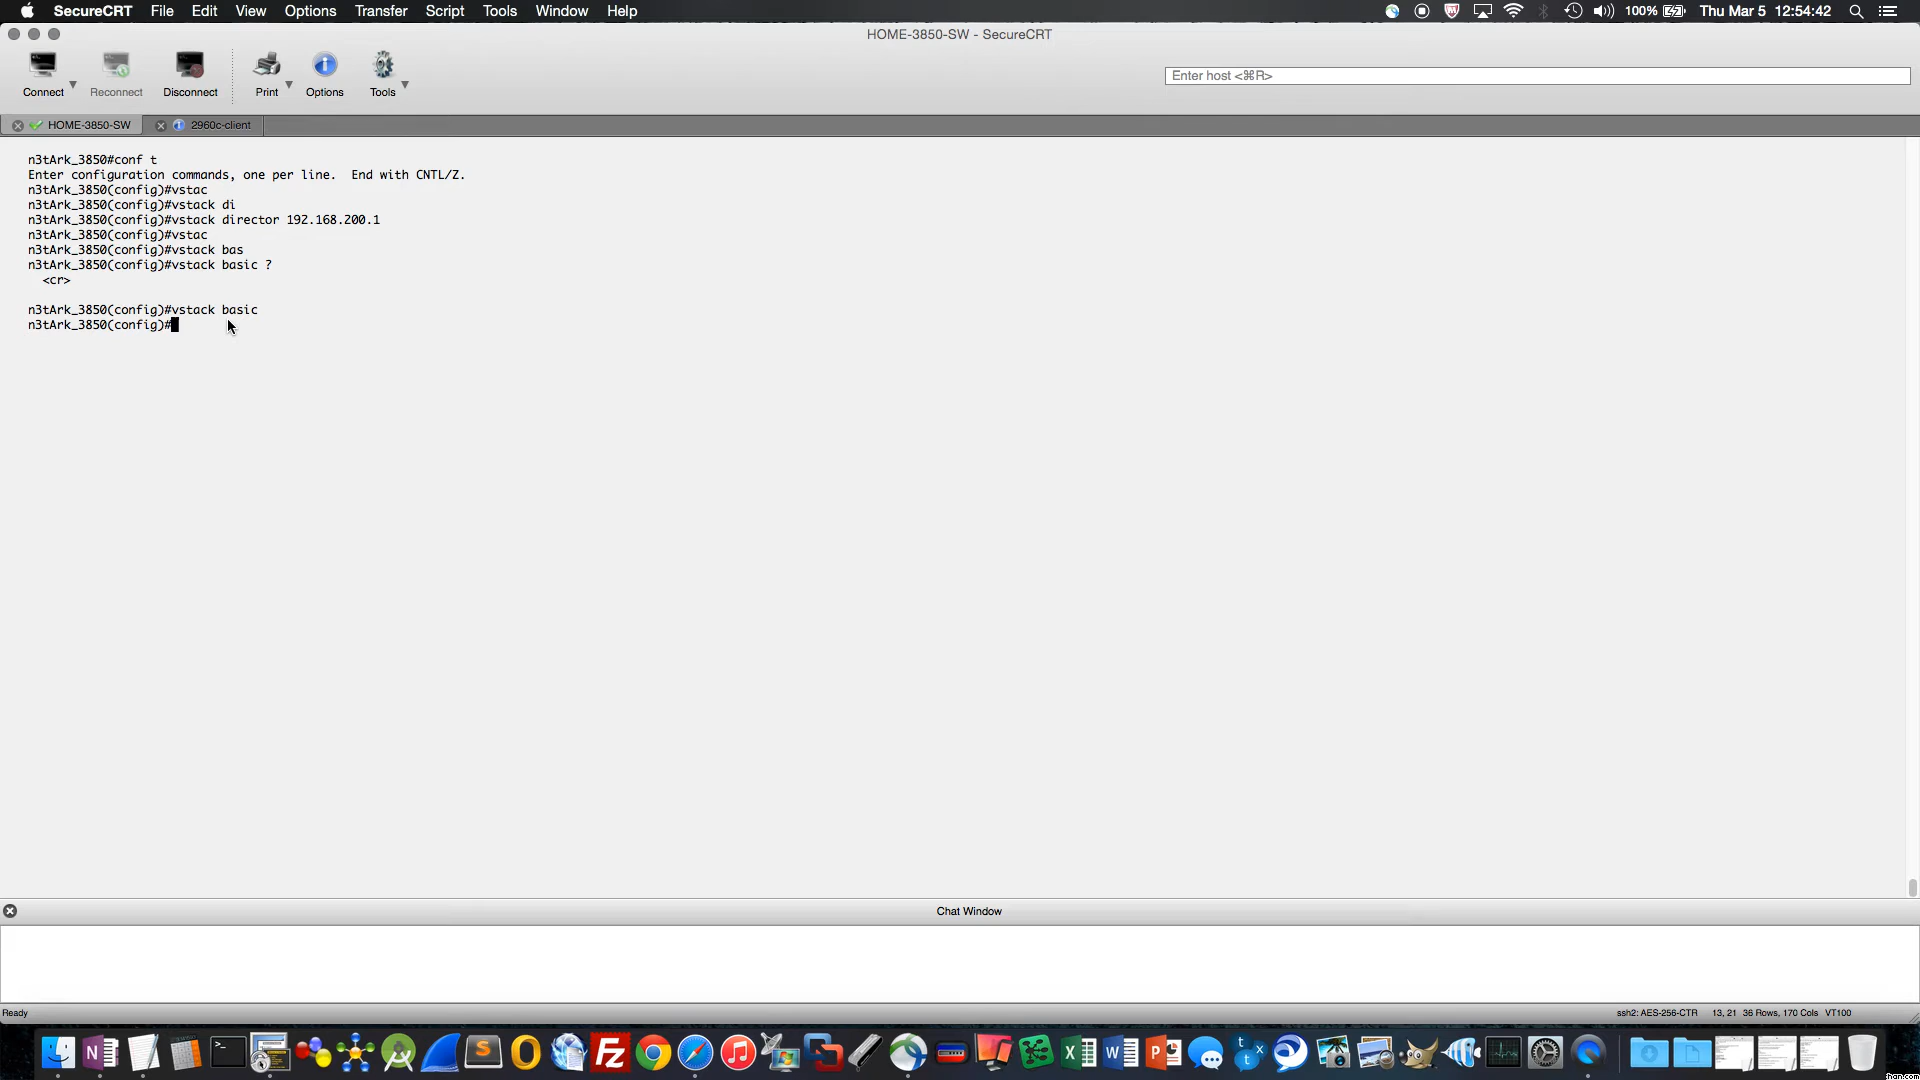 SecureCRT File Edit View Options Transfer Script Tools Window Help 100% Thu Mar 5 12:54:42
HOME-3850-SW - SecureCRT
Connect Reconnect Disconnect Print Options Tools
Enter host <⌘R>
HOME-3850-SW 2960c-client
n3tArk_3850#conf t
Enter configuration commands, one per line.  End with CNTL/Z.
n3tArk_3850(config)#vstac
n3tArk_3850(config)#vstack di
n3tArk_3850(config)#vstack director 192.168.200.1
n3tArk_3850(config)#vstac
n3tArk_3850(config)#vstack bas
n3tArk_3850(config)#vstack basic ?
<cr>
n3tArk_3850(config)#vstack basic
n3tArk_3850(config)#
Chat Window
Ready ssh2: AES-256-CTR 13, 21 36 Rows, 170 Cols VT100